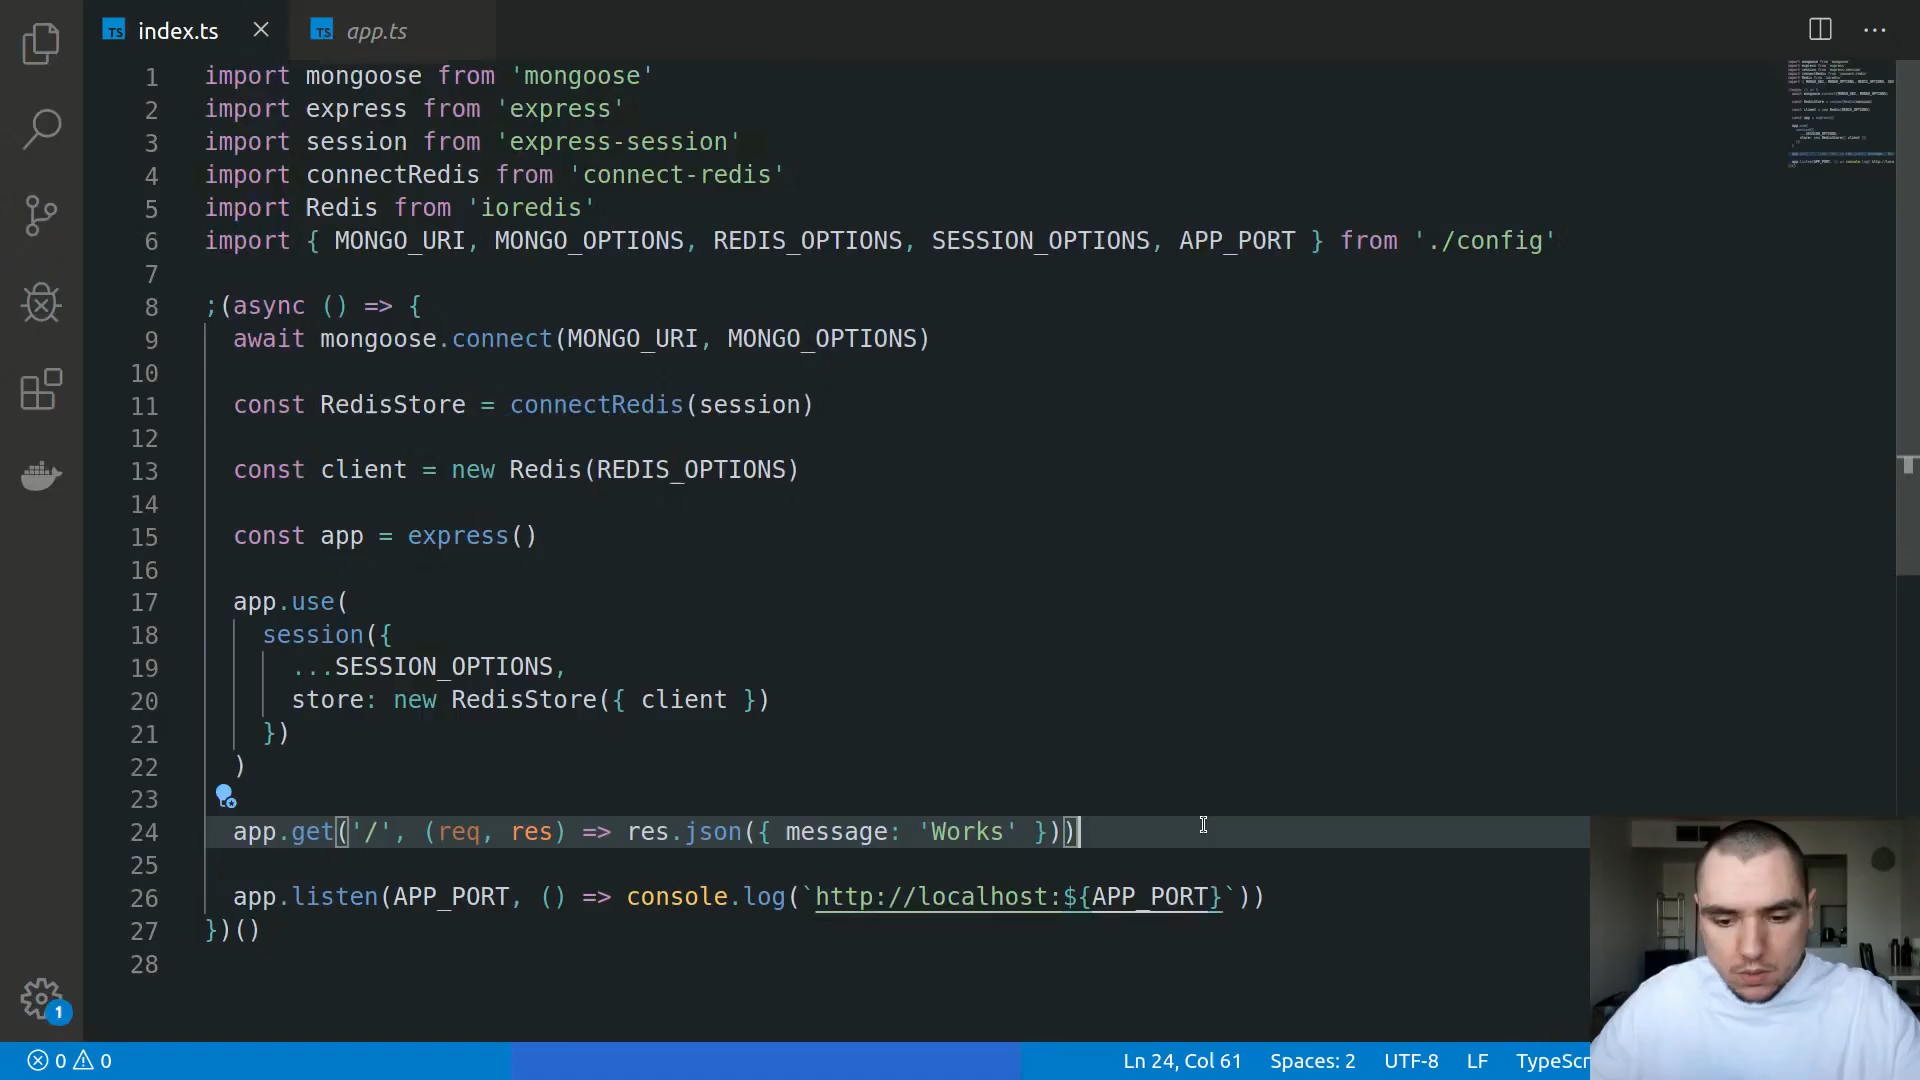 TS index.ts
TS app.ts
1 import mongoose from 'mongoose'
2 import express from 'express'
3 import session from 'express-session'
4 import connectRedis from 'connect-redis'
5 import Redis from 'ioredis'
6 import { MONGO_URI, MONGO_OPTIONS, REDIS_OPTIONS, SESSION_OPTIONS, APP_PORT } from './config'
7
8 ;(async () => {
9 await mongoose.connect(MONGO_URI, MONGO_OPTIONS)
10
11 const RedisStore = connectRedis(session)
12
13 const client = new Redis(REDIS_OPTIONS)
14
15 const app = express()
16
17 app.use(
18 session({
19 ...SESSION_OPTIONS,
20 store: new RedisStore({ client })
21 })
22 )
23
24 app.get('/', (req, res) => res.json({ message: 'Works' }))
25
26 app.listen(APP_PORT, () => console.log(`http://localhost:${APP_PORT}`))
27 })()
28
1
0 0 Ln 24, Col 61 Spaces: 2 UTF-8 LF TypeScr